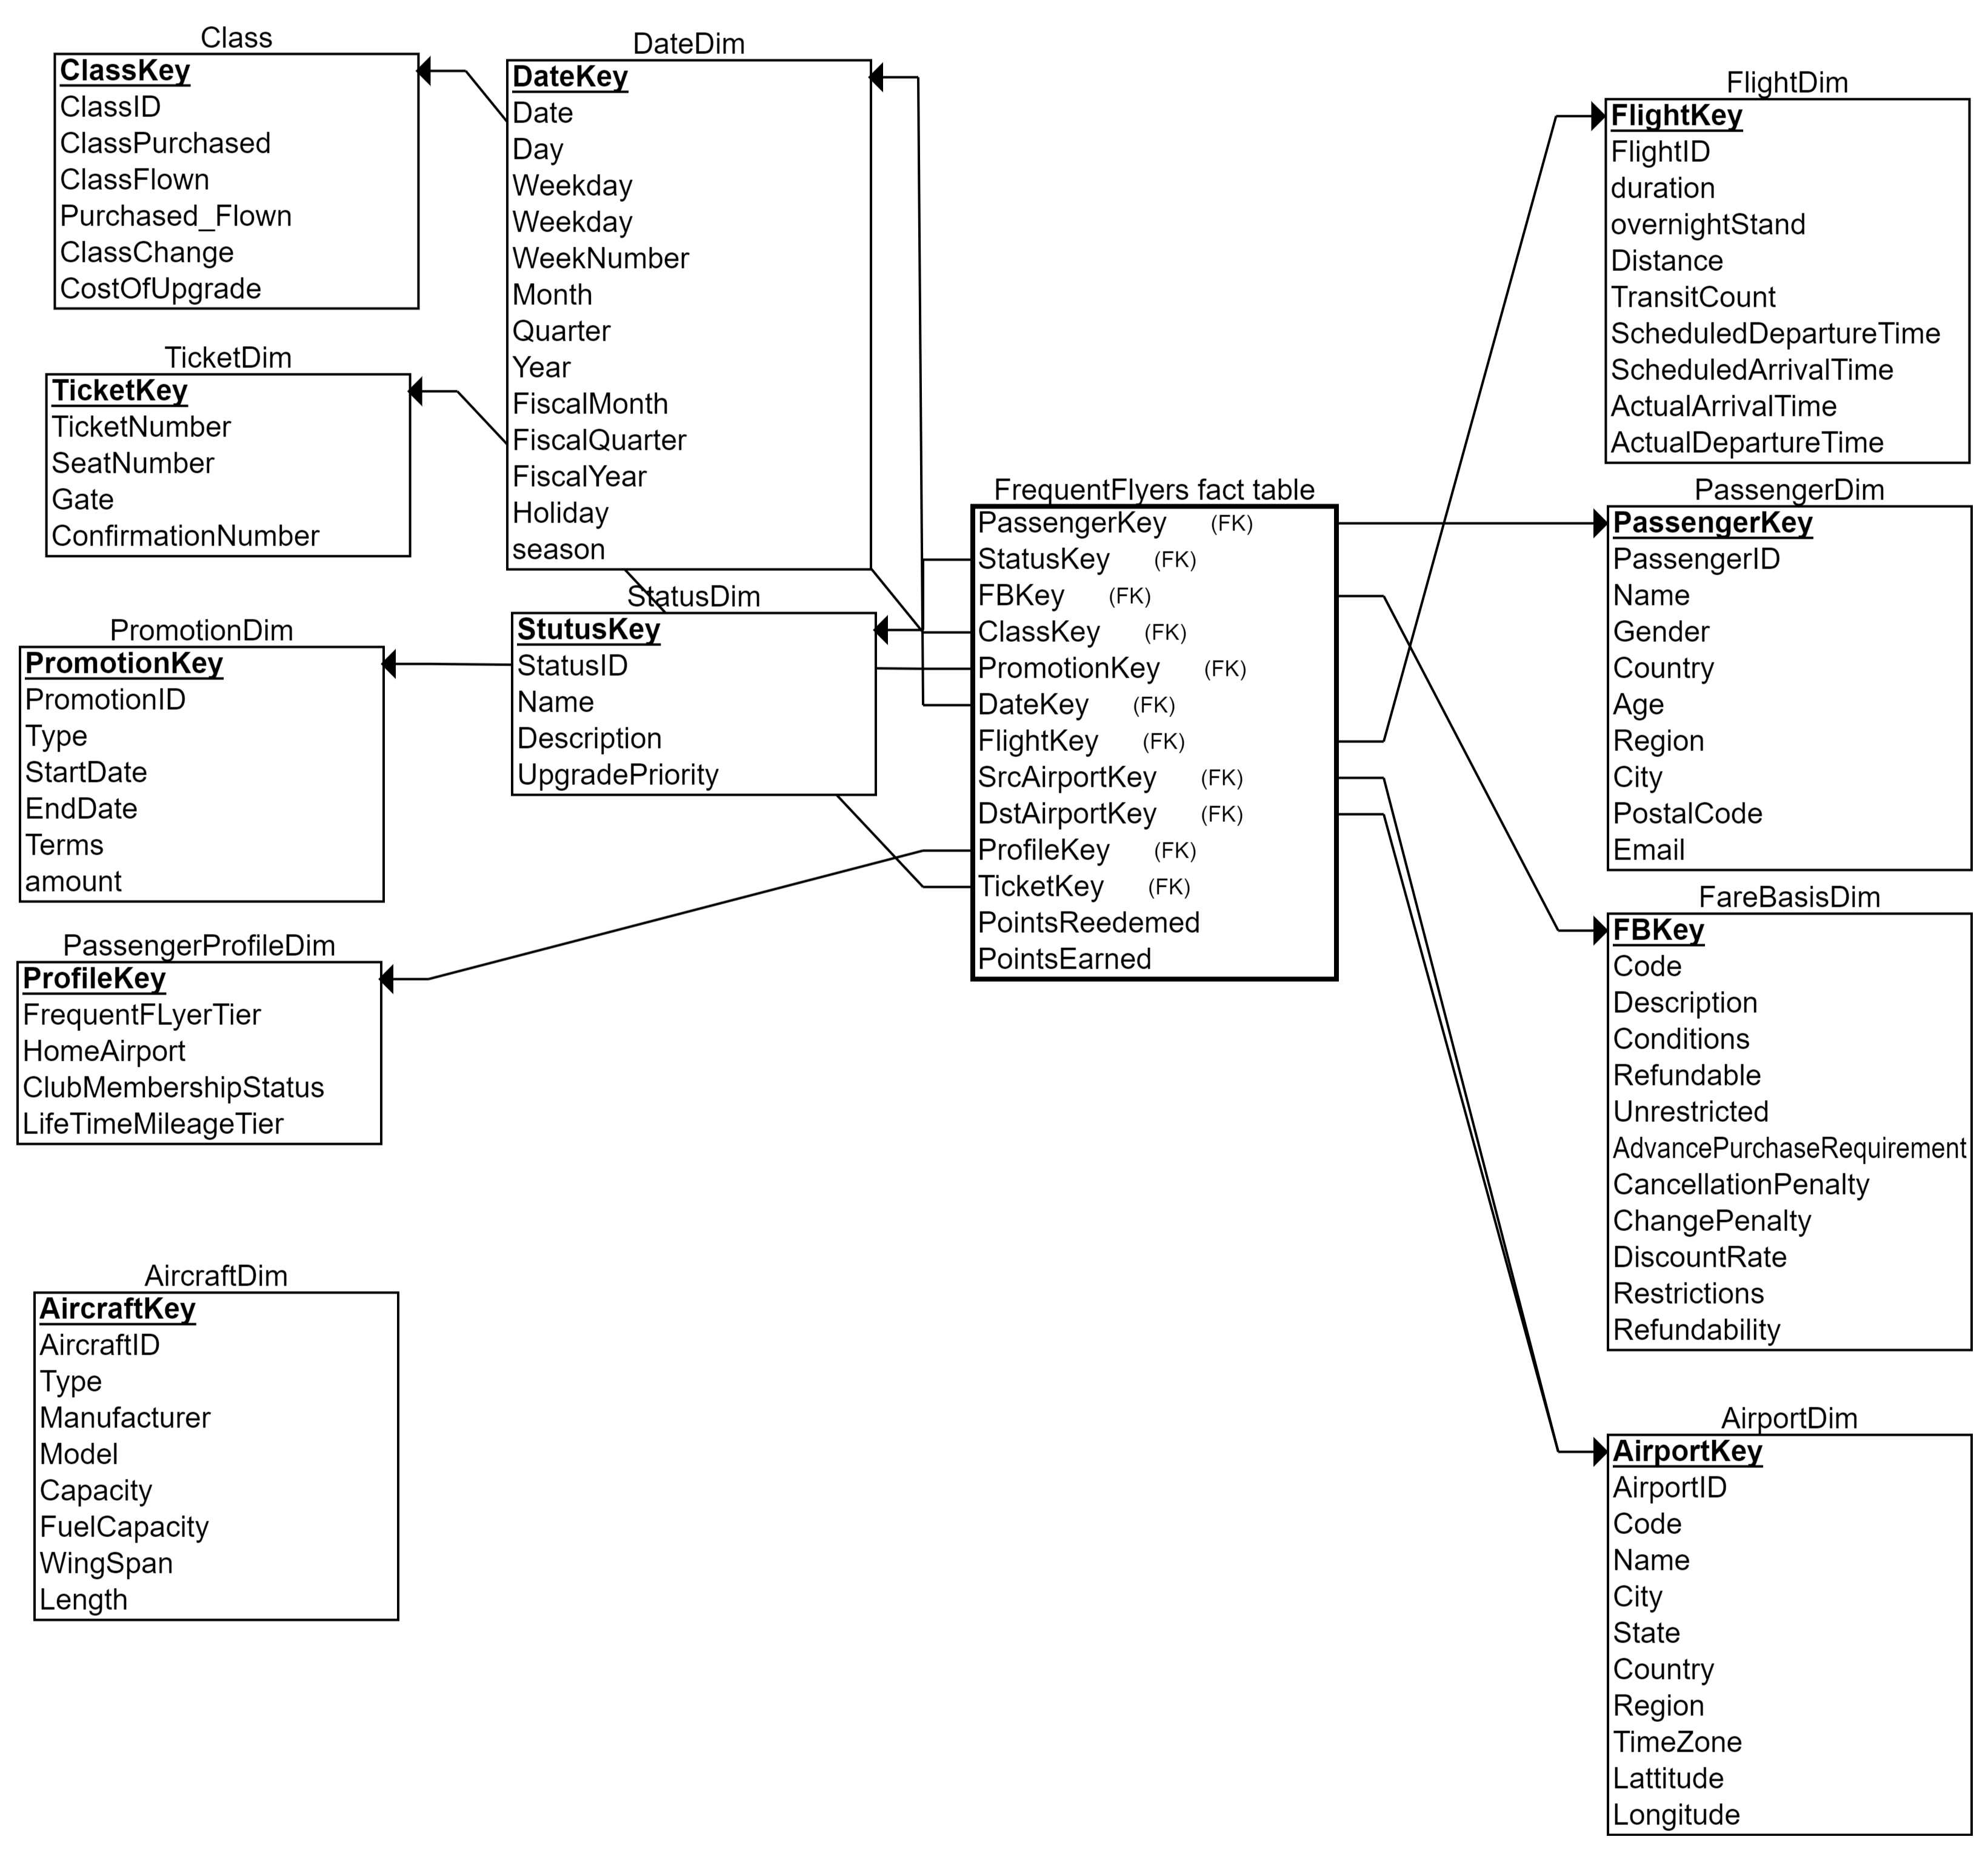 Class
ClassKey
ClassID
ClassPurchased
ClassFlown
Purchased_Flown
ClassChange
CostOfUpgrade
TicketDim
TicketKey
TicketNumber
SeatNumber
Gate
ConfirmationNumber
PromotionDim
PromotionKey
PromotionID
Type
StartDate
EndDate
Terms
amount
PassengerProfileDim
ProfileKey
FrequentFLyerTier
HomeAirport
ClubMembershipStatus
LifeTimeMileageTier
AircraftDim
AircraftKey
AircraftID
Type
Manufacturer
Model
Capacity
FuelCapacity
WingSpan
Length
DateDim
DateKey
Date
Day
Weekday
Weekday
WeekNumber
Month
Quarter
Year
FiscalMonth
FiscalQuarter
FiscalYear
Holiday
season
StatusDim
StutusKey
StatusID
Name
Description
UpgradePriority
FrequentFlyers fact table
PassengerKey (FK)
StatusKey (FK)
FBKey (FK)
ClassKey (FK)
PromotionKey (FK)
DateKey (FK)
FlightKey (FK)
SrcAirportKey (FK)
DstAirportKey (FK)
ProfileKey (FK)
TicketKey (FK)
PointsReedemed
PointsEarned
FlightDim
FlightKey
FlightID
duration
overnightStand
Distance
TransitCount
ScheduledDepartureTime
ScheduledArrivalTime
ActualArrivalTime
ActualDepartureTime
PassengerDim
PassengerKey
PassengerID
Name
Gender
Country
Age
Region
City
PostalCode
Email
FareBasisDim
FBKey
Code
Description
Conditions
Refundable
Unrestricted
AdvancePurchaseRequirement
CancellationPenalty
ChangePenalty
DiscountRate
Restrictions
Refundability
AirportDim
AirportKey
AirportID
Code
Name
City
State
Country
Region
TimeZone
Lattitude
Longitude